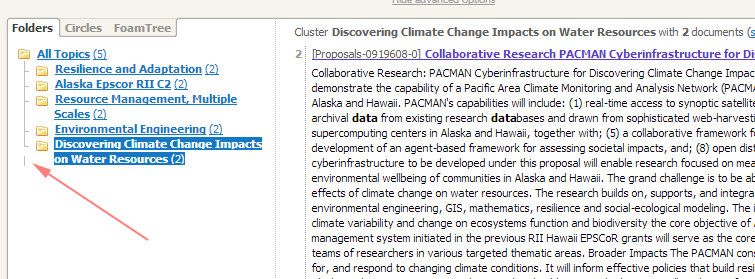 Hide advanced options
Folders Circles FoamTree
All Topics (5)
Resilience and Adaptation (2)
Alaska Epscor RII C2 (2)
Resource Management, Multiple
Scales (2)
Environmental Engineering (2)
Discovering Climate Change Impacts
on Water Resources (2)
Cluster Discovering Climate Change Impacts on Water Resources with 2 documents (
2 [Proposals-0919608-0] Collaborative Research PACMAN Cyberinfrastructure for Di
Collaborative Research: PACMAN Cyberinfrastructure for Discovering Climate Change Impac
demonstrate the capability of a Pacific Area Climate Monitoring and Analysis Network (PACMA
Alaska and Hawaii. PACMAN's capabilities will include: (1) real-time access to synoptic satellite
archival data from existing research databases and drawn from sophisticated web-harvesti
supercomputing centers in Alaska and Hawaii, together with; (5) a collaborative framework f
development of an agent-based framework for assessing societal impacts, and; (8) open dist
cyberinfrastructure to be developed under this proposal will enable research focused on mea
environmental wellbeing of communities in Alaska and Hawaii. The grand challenge is to be ab
effects of climate change on water resources. The research builds on, supports, and integra
environmental engineering, GIS, mathematics, resilience and social-ecological modeling. The i
climate variability and change on ecosystems function and biodiversity the core objective of A
management system initiated in the previous RII Hawaii EPSCoR grants will serve as the core
teams of researchers in various targeted thematic areas. Broader Impacts The PACMAN cons
for, and respond to changing climate conditions. It will inform effective policies that build resi